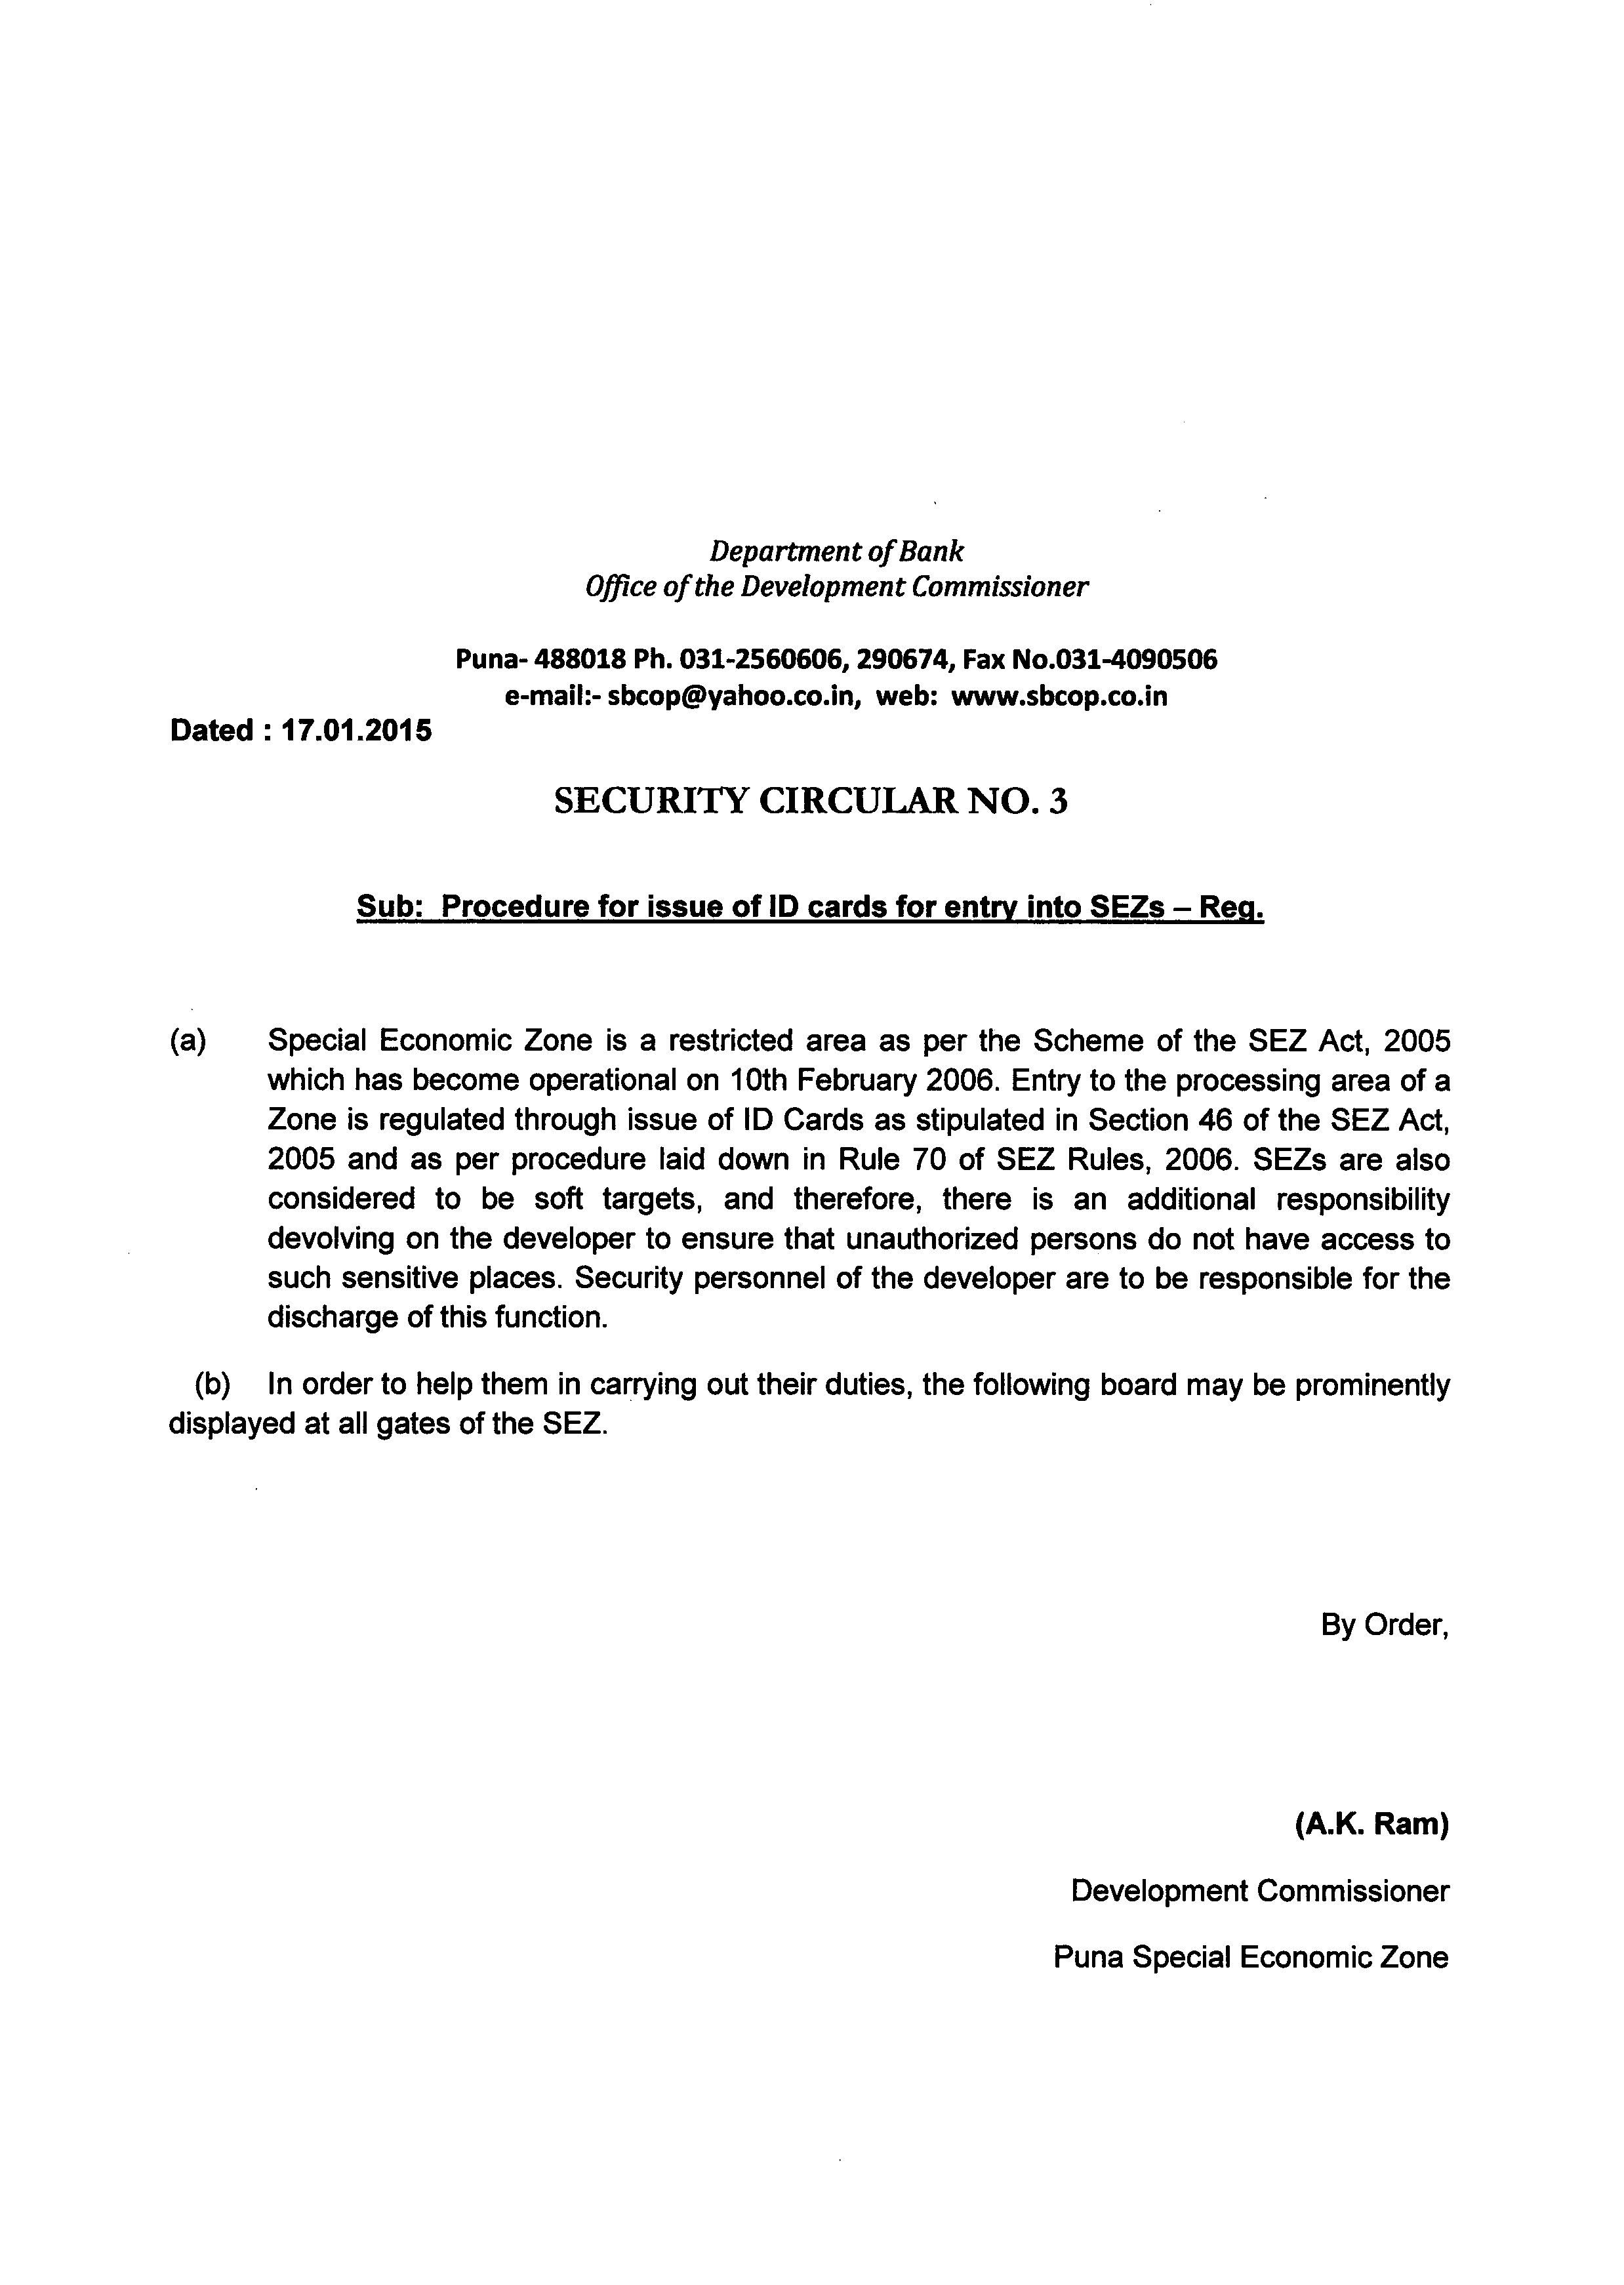 Department of Bank
Office of the Development Commissioner
Puna- 488018 Ph. 031-2560606, 290674, Fax No.031-4090506
e-mail:- sbcop@yahoo.co.in, web: www.sbcop.co.in
Dated : 17.01.2015
SECURITY CIRCULAR NO. 3
Sub: Procedure for issue of ID cards for entry into SEZs – Reg.
(a) Special Economic Zone is a restricted area as per the Scheme of the SEZ Act, 2005
which has become operational on 10th February 2006. Entry to the processing area of a
Zone is regulated through issue of ID Cards as stipulated in Section 46 of the SEZ Act,
2005 and as per procedure laid down in Rule 70 of SEZ Rules, 2006. SEZs are also
considered to be soft targets, and therefore, there is an additional responsibility
devolving on the developer to ensure that unauthorized persons do not have access to
such sensitive places. Security personnel of the developer are to be responsible for the
discharge of this function.
(b) In order to help them in carrying out their duties, the following board may be prominently
displayed at all gates of the SEZ.
By Order,
(A.K. Ram)
Development Commissioner
Puna Special Economic Zone